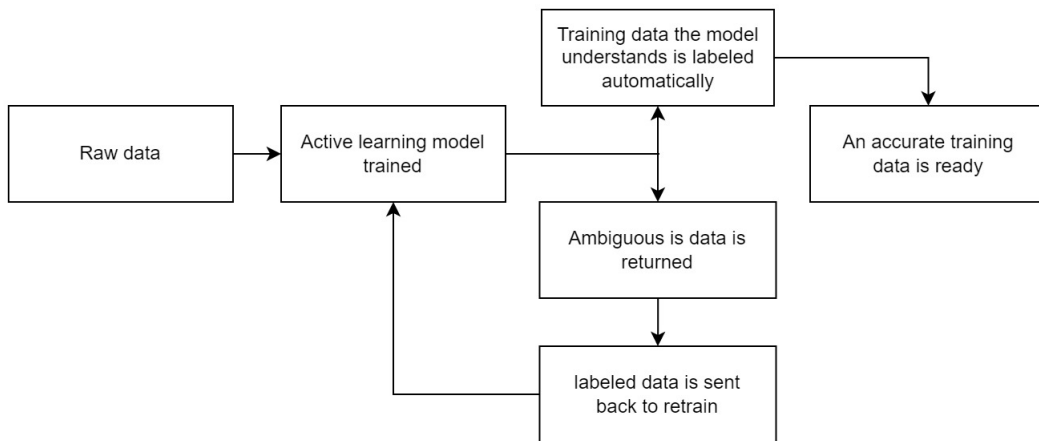 Raw data
Active learning model
trained
Training data the model
understands is labeled
automatically
An accurate training
data is ready
Ambiguous is data is
returned
labeled data is sent
back to retrain